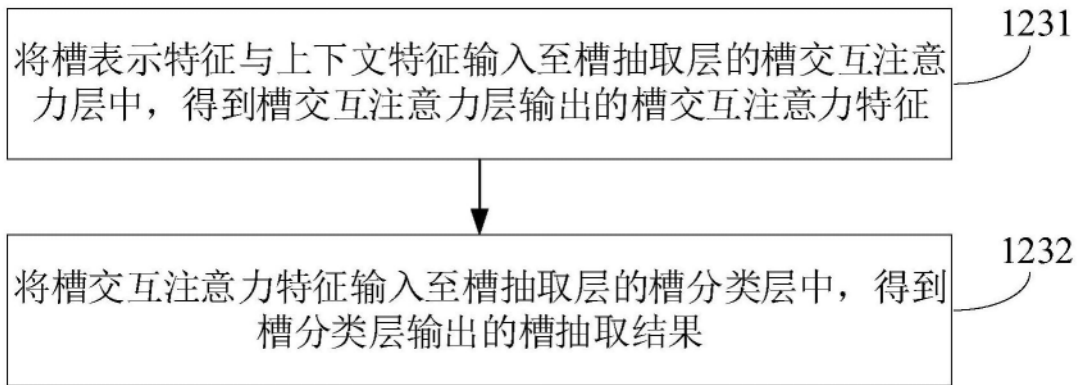 1231
将槽表示特征与上下文特征输入至槽抽取层的槽交互注意
力层中，得到槽交互注意力层输出的槽交互注意力特征
1232
将槽交互注意力特征输入至槽抽取层的槽分类层中，得到
槽分类层输出的槽抽取结果